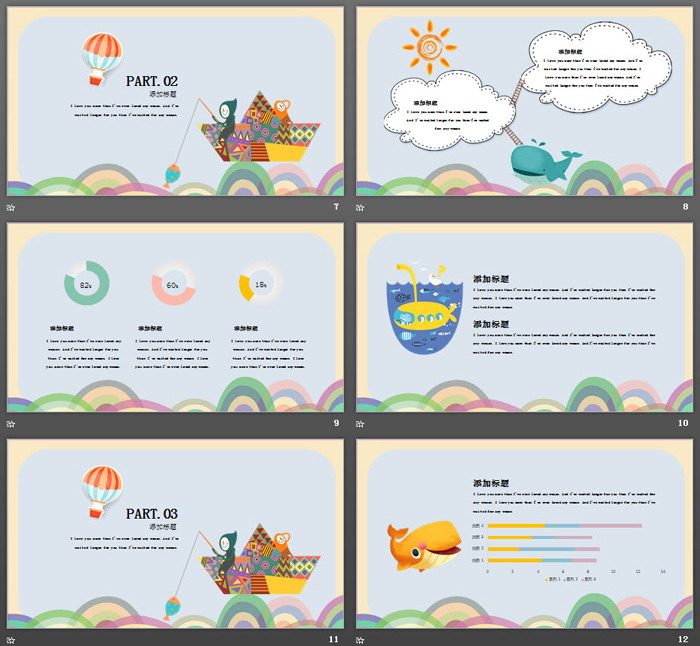 PART.02
添加标题
I love you more than I've ever loved any woman. And I've
waited longer for you than I've waited for any woman.
7
添加标题
I love you more than I've ever loved any woman. And I've
waited longer for you than I've waited for any woman.
I love you more than I've ever loved any woman. And
I've waited longer for you than I've waited for any
woman.
添加标题
I love you more than I've ever loved any woman.
And I've waited longer for you than I've waited
for any woman.
8
82%
60%
18%
添加标题
添加标题
添加标题
I love you more than I've ever loved any
woman. And I've waited longer for you
than I've waited for any woman. I love
you more than I've ever loved any woman.
I love you more than I've ever loved any
woman. And I've waited longer for you
than I've waited for any woman. I love
you more than I've ever loved any woman.
I love you more than I've ever loved any
woman. And I've waited longer for you
than I've waited for any woman. I love
you more than I've ever loved any woman.
9
添加标题
I love you more than I've ever loved any woman. And I've waited longer for you than I've
waited for any woman. I love you more than I've ever loved any woman. And I've waited
longer for you than I've waited for any woman.
添加标题
I love you more than I've ever loved any woman. And I've waited longer for you than I've
waited for any woman. I love you more than I've ever loved any woman. And I've waited
longer for you than I've waited for any woman.
10
PART.03
添加标题
I love you more than I've ever loved any woman. And I've
waited longer for you than I've waited for any woman.
11
添加标题
I love you more than I've ever loved any woman. And I've waited longer for you than I've
waited for any woman. I love you more than I've ever loved any woman. And I've
waited for any woman.
类别 4
类别 3
类别 2
类别 1
0 2 4 6 8 10 12 14
系列 1 系列 2 系列 3
12